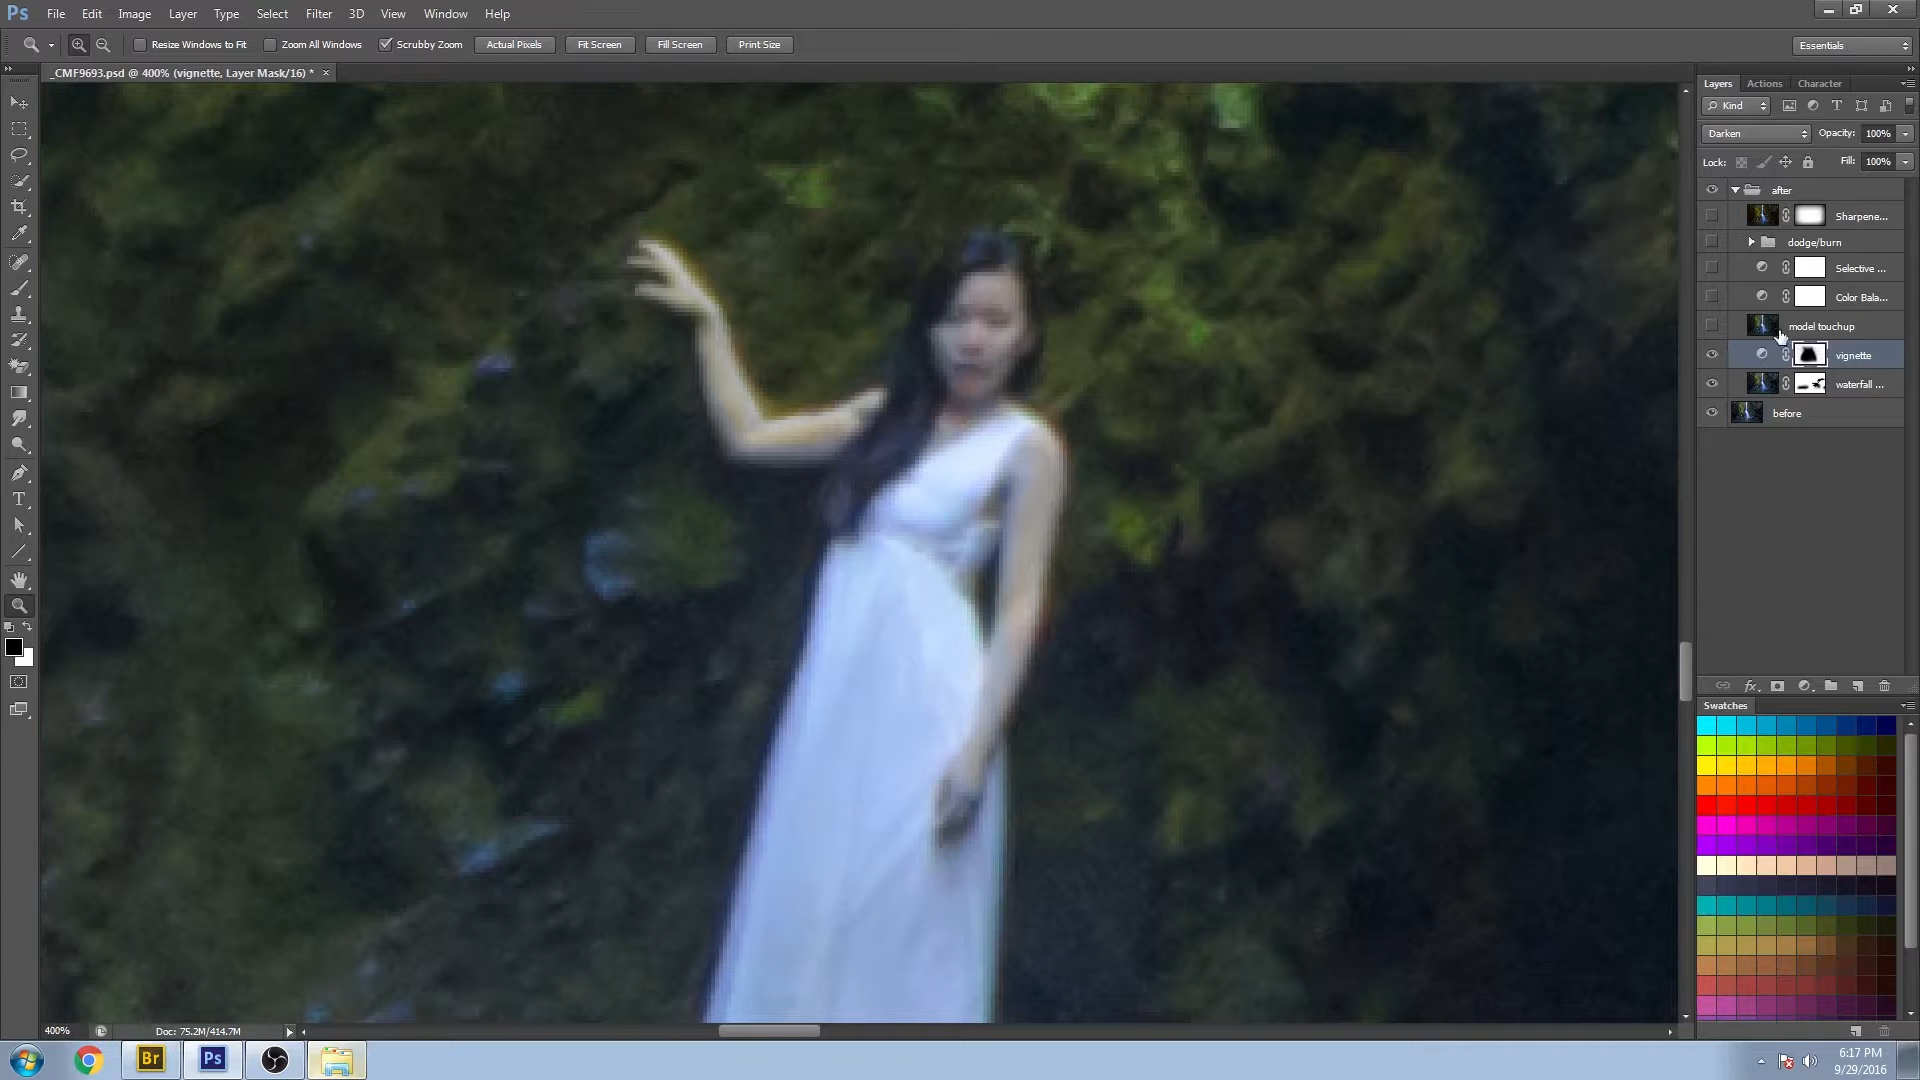 Ps File Edit Image Layer Type Select Filter 3D View Window Help
Resize Windows to Fit Zoom All Windows Scrubby Zoom Actual Pixels Fit Screen Fill Screen Print Size Essentials
_CMF9693.psd @ 400% (vignette, Layer Mask/16) * ×
Layers Actions Character
Kind
Darken Opacity: 100%
Lock: Fill: 100%
after
Sharpene...
dodge/burn
Selective ...
Color Bala...
model touchup
vignette
waterfall ...
before
fx
Swatches
400% Doc: 75.2M/414.7M
Br Ps
6:17 PM
9/29/2016